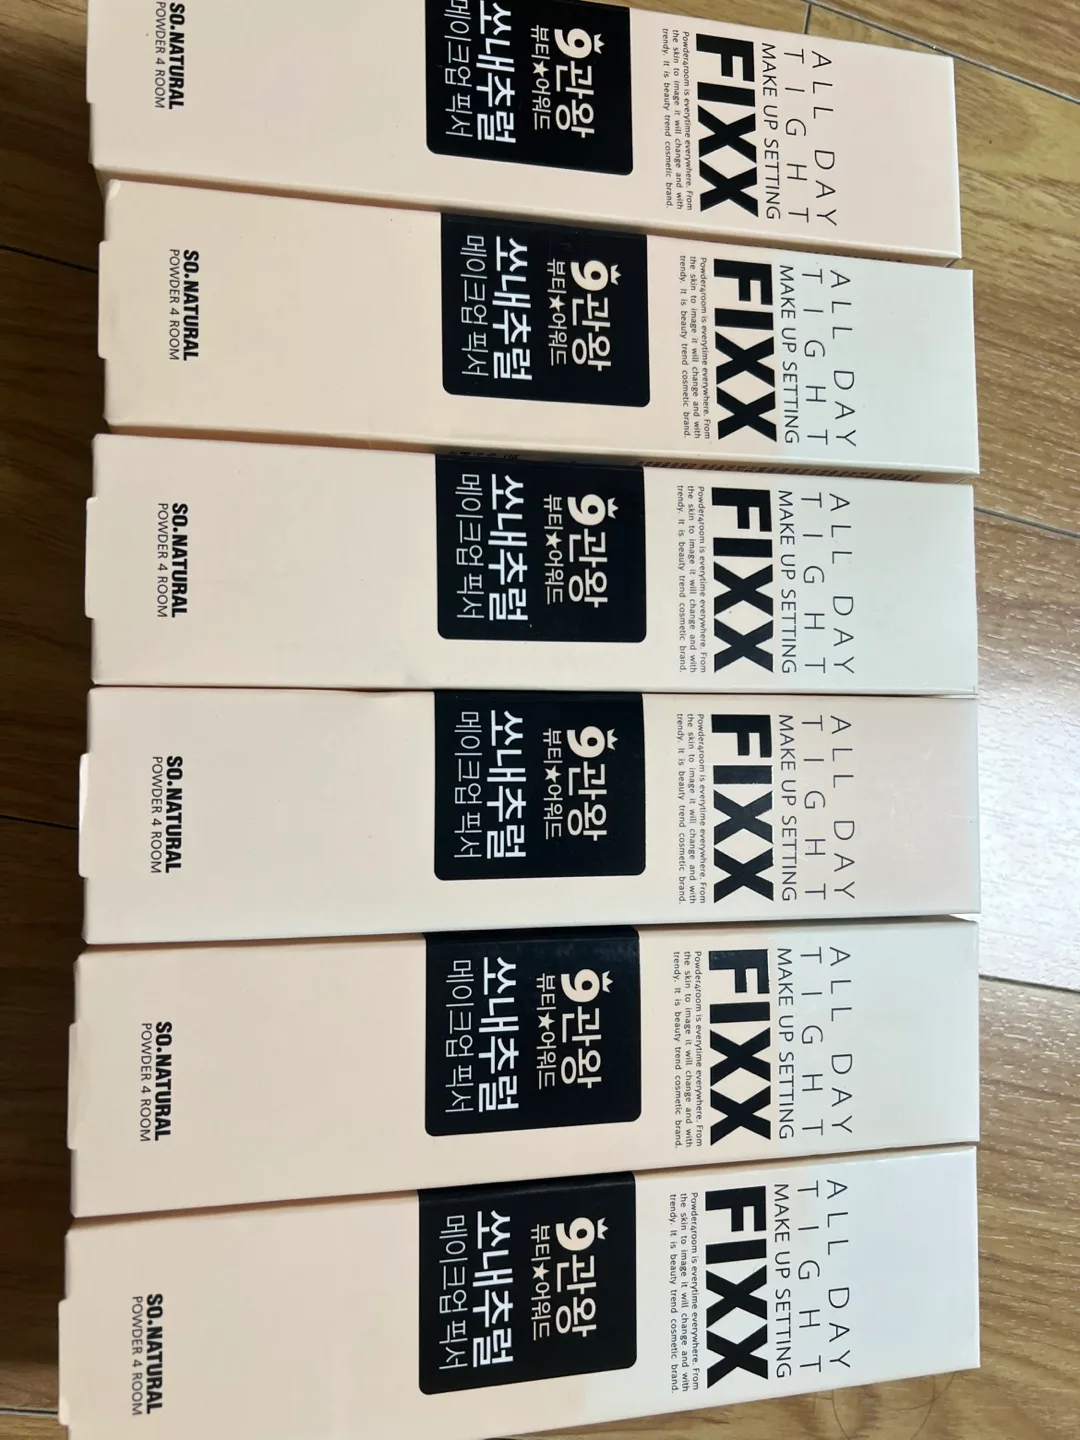 ALL DAY
TIGHT
MAKE UP SETTING
FIXX
Powder4room is everytime everywhere. From
the skin to image it will change and with
trendy. It is beauty trend cosmetic brand.
9관왕
뷰티★어워드
쏘내추럴
메이크업 픽서
SO.NATURAL
POWDER 4 ROOM
ALL DAY
TIGHT
MAKE UP SETTING
FIXX
Powder4room is everytime everywhere. From
the skin to image it will change and with
trendy. It is beauty trend cosmetic brand.
9관왕
뷰티★어워드
쏘내추럴
메이크업 픽서
SO.NATURAL
POWDER 4 ROOM
ALL DAY
TIGHT
MAKE UP SETTING
FIXX
Powder4room is everytime everywhere. From
the skin to image it will change and with
trendy. It is beauty trend cosmetic brand.
9관왕
뷰티★어워드
쏘내추럴
메이크업 픽서
SO.NATURAL
POWDER 4 ROOM
ALL DAY
TIGHT
MAKE UP SETTING
FIXX
Powder4room is everytime everywhere. From
the skin to image it will change and with
trendy. It is beauty trend cosmetic brand.
9관왕
뷰티★어워드
쏘내추럴
메이크업 픽서
SO.NATURAL
POWDER 4 ROOM
ALL DAY
TIGHT
MAKE UP SETTING
FIXX
Powder4room is everytime everywhere. From
the skin to image it will change and with
trendy. It is beauty trend cosmetic brand.
9관왕
뷰티★어워드
쏘내추럴
메이크업 픽서
SO.NATURAL
POWDER 4 ROOM
ALL DAY
TIGHT
MAKE UP SETTING
FIXX
Powder4room is everytime everywhere. From
the skin to image it will change and with
trendy. It is beauty trend cosmetic brand.
9관왕
뷰티★어워드
쏘내추럴
메이크업 픽서
SO.NATURAL
POWDER 4 ROOM